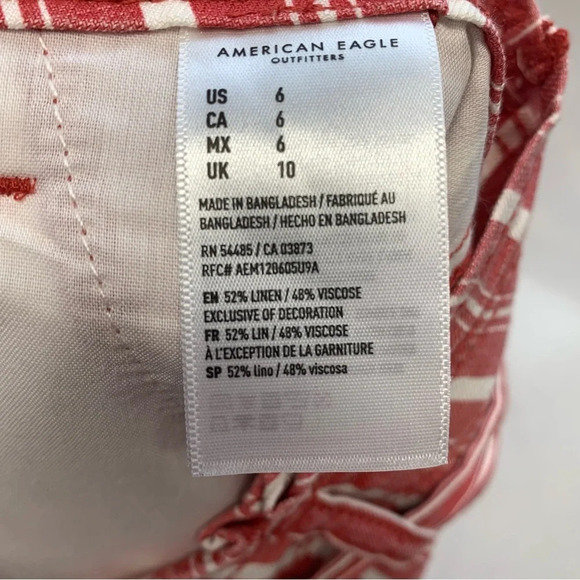 AMERICAN EAGLE
OUTFITTERS
US 6
CA 6
MX 6
UK 10
MADE IN BANGLADESH / FABRIQUÉ AU
BANGLADESH / HECHO EN BANGLADESH
RN 54485 / CA 03873
RFC# AEM120605U9A
EN 52% LINEN / 48% VISCOSE
EXCLUSIVE OF DECORATION
FR 52% LIN / 48% VISCOSE
À L'EXCEPTION DE LA GARNITURE
SP 52% lino / 48% viscosa